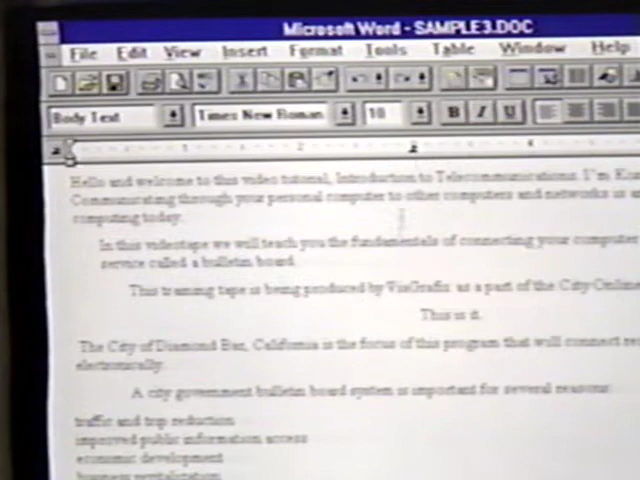 Microsoft Word - SAMPLE3.DOC
File Edit View Insert Format Tools Table Window Help
Body Text Times New Roman 10 B I U
Hello and welcome to this video tutorial, Introduction to Telecommunications. I'm
Communicating through your personal computer to other computers and networks is
computing today.
In this videotape we will teach you the fundamentals of connecting your computer
service called a bulletin board.
This training tape is being produced by VisGrafix as a part of the City Online
This is it.
The City of Diamond Bar, California is the focus of this program that will connect
electronically.
A city government bulletin board system is important for several reasons:
traffic and trip reduction
improved public information access
economic development
business revitalization